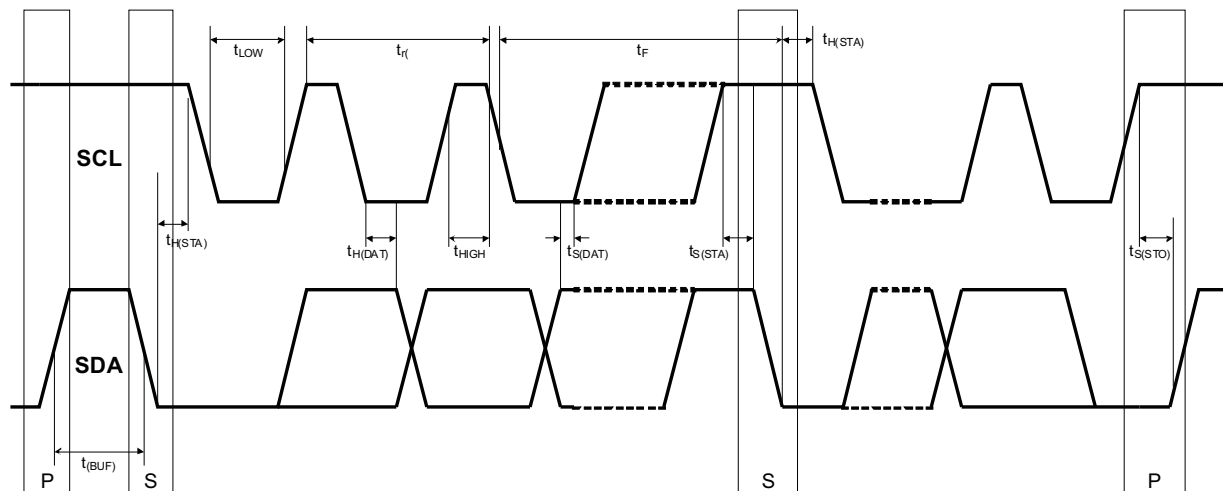 tLOW
tr(
tF
tH(STA)
SCL
tH(STA)
tH(DAT)
tHIGH
tS(DAT)
tS(STA)
tS(STO)
SDA
t(BUF)
P
S
S
P